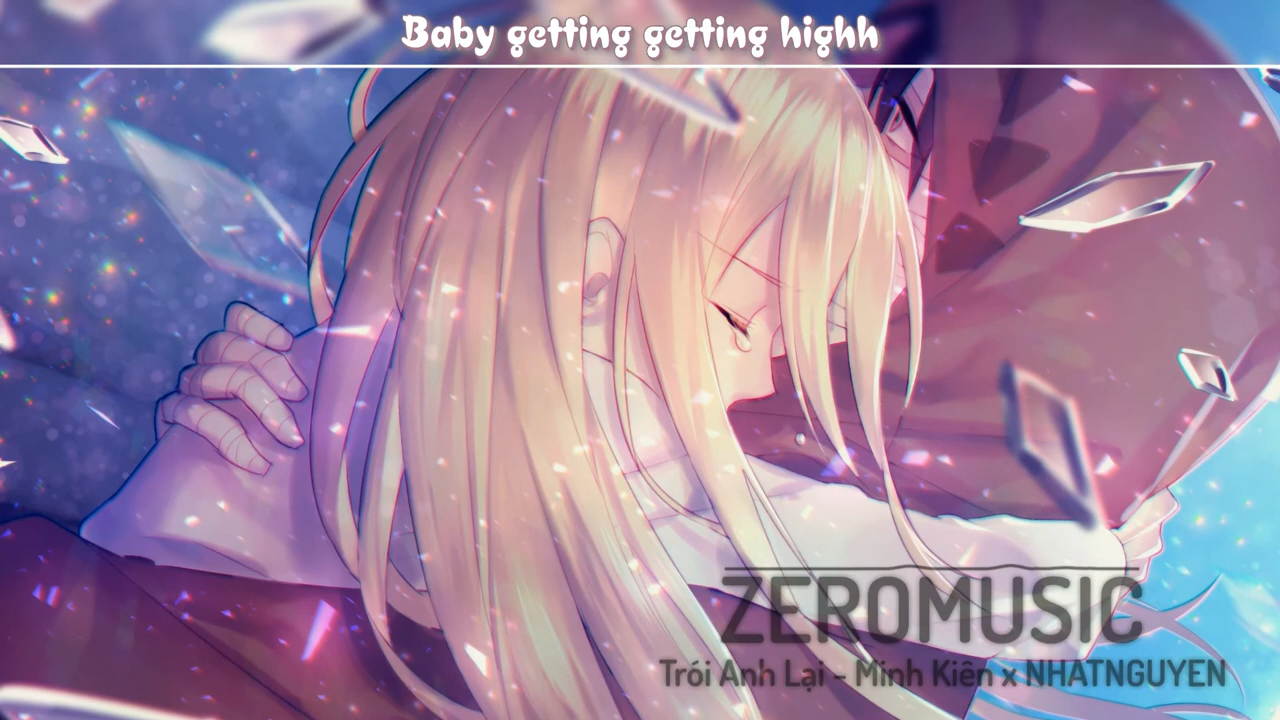 Baby getting getting highh
ZEROMUSIC
Trói Anh Lại - Minh Kiên x NHATNGUYEN